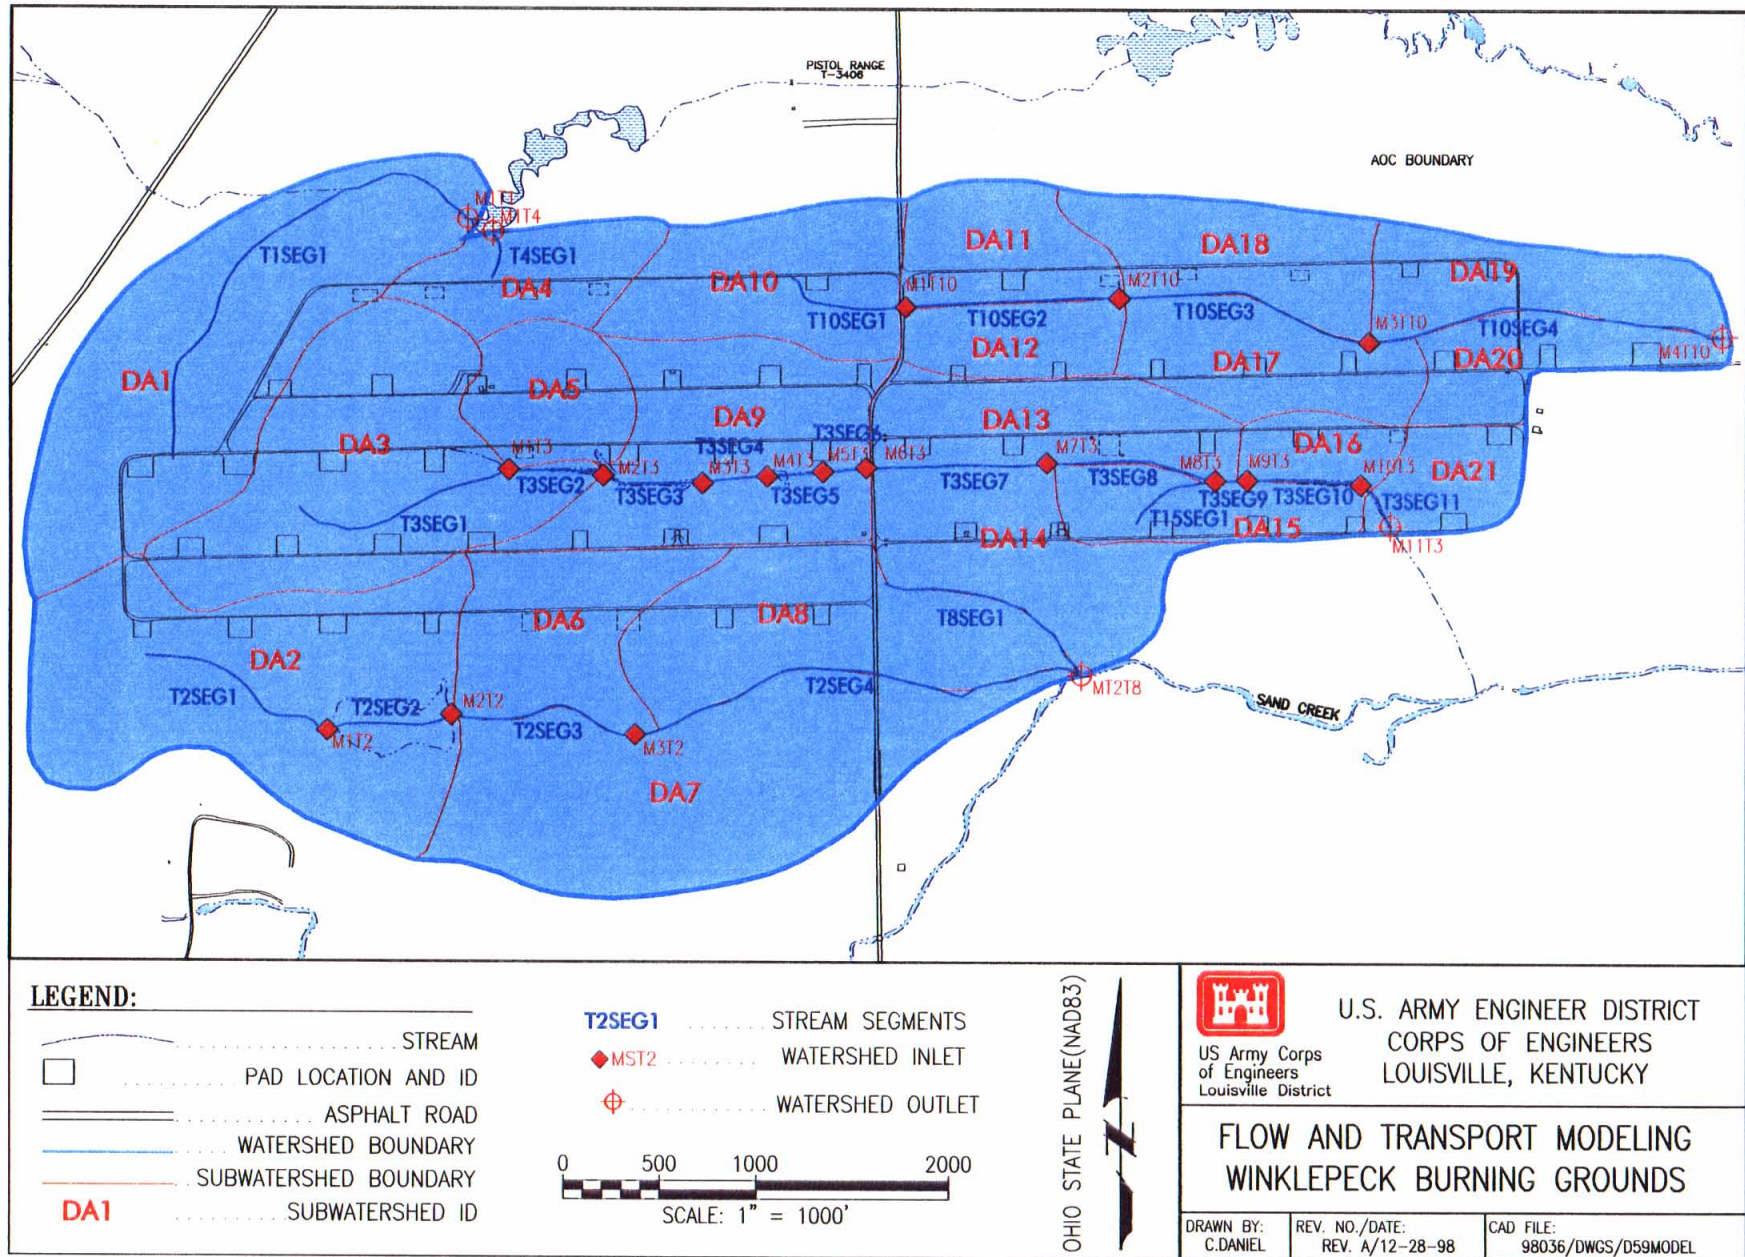 PISTOL RANGE
T-3406
AOC BOUNDARY
M1T1
M1T4
T1SEG1
T4SEG1
DA11
DA18
DA4
DA10
DA19
M1T10
M2T10
T10SEG1
T10SEG2
T10SEG3
M3T10
T10SEG4
M4T10
DA12
DA17
DA20
DA1
DA5
DA9
DA13
DA3
T3SEG4
T3SEG6
DA16
M1T3
M2T3
M3T3
M4T3
M5T3
M6T3
M7T3
M8T3
M9T3
M10T3
DA21
T3SEG2
T3SEG3
T3SEG5
T3SEG7
T3SEG8
T3SEG9
T3SEG10
T3SEG11
T3SEG1
T15SEG1
DA15
DA14
M11T3
DA6
DA8
T8SEG1
DA2
T2SEG1
T2SEG2
M2T2
T2SEG4
MT2T8
M1T2
T2SEG3
M3T2
SAND CREEK
DA7
LEGEND:
STREAM
PAD LOCATION AND ID
ASPHALT ROAD
WATERSHED BOUNDARY
SUBWATERSHED BOUNDARY
DA1 SUBWATERSHED ID
T2SEG1 STREAM SEGMENTS
MST2 WATERSHED INLET
WATERSHED OUTLET
0 500 1000 2000
SCALE: 1" = 1000'
OHIO STATE PLANE(NAD83)
N
US Army Corps
of Engineers
Louisville District
U.S. ARMY ENGINEER DISTRICT
CORPS OF ENGINEERS
LOUISVILLE, KENTUCKY
FLOW AND TRANSPORT MODELING
WINKLEPECK BURNING GROUNDS
DRAWN BY:
C.DANIEL
REV. NO./DATE:
REV. A/12-28-98
CAD FILE:
98036/DWGS/D59MODEL